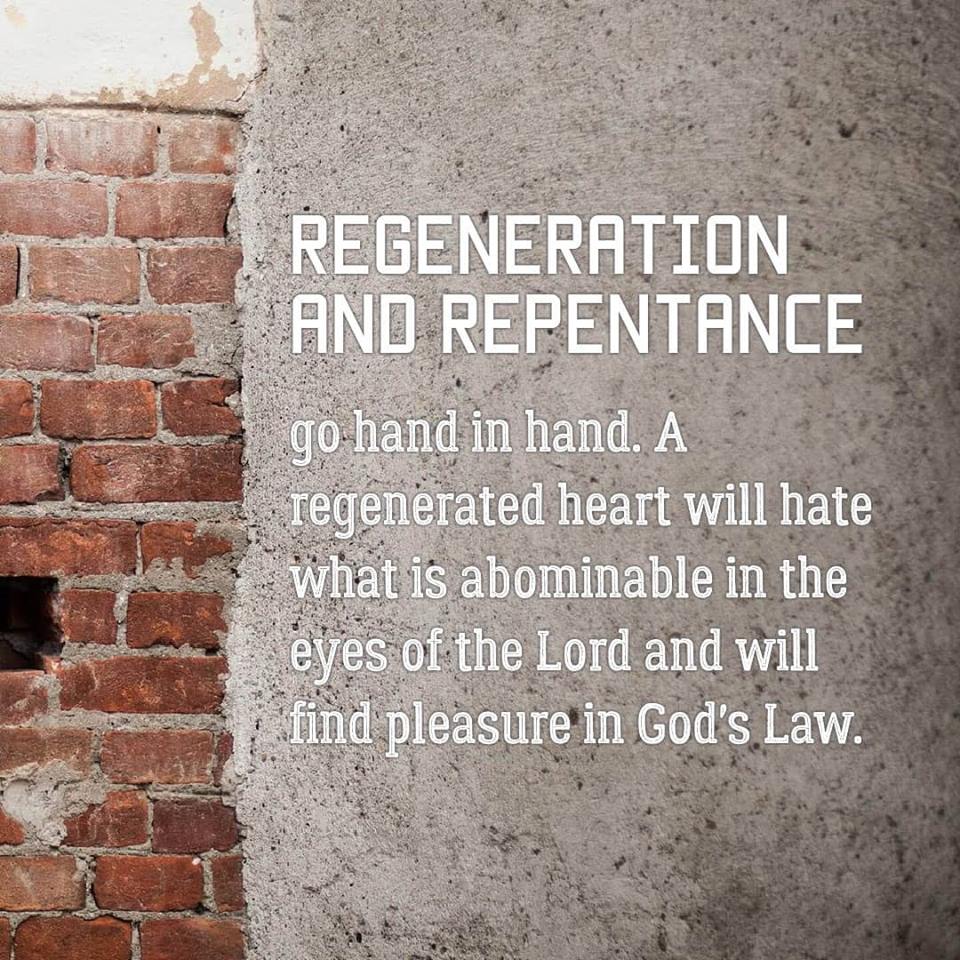 REGENERATION
AND REPENTANCE
go hand in hand. A
regenerated heart will hate
what is abominable in the
eyes of the Lord and will
find pleasure in God's Law.